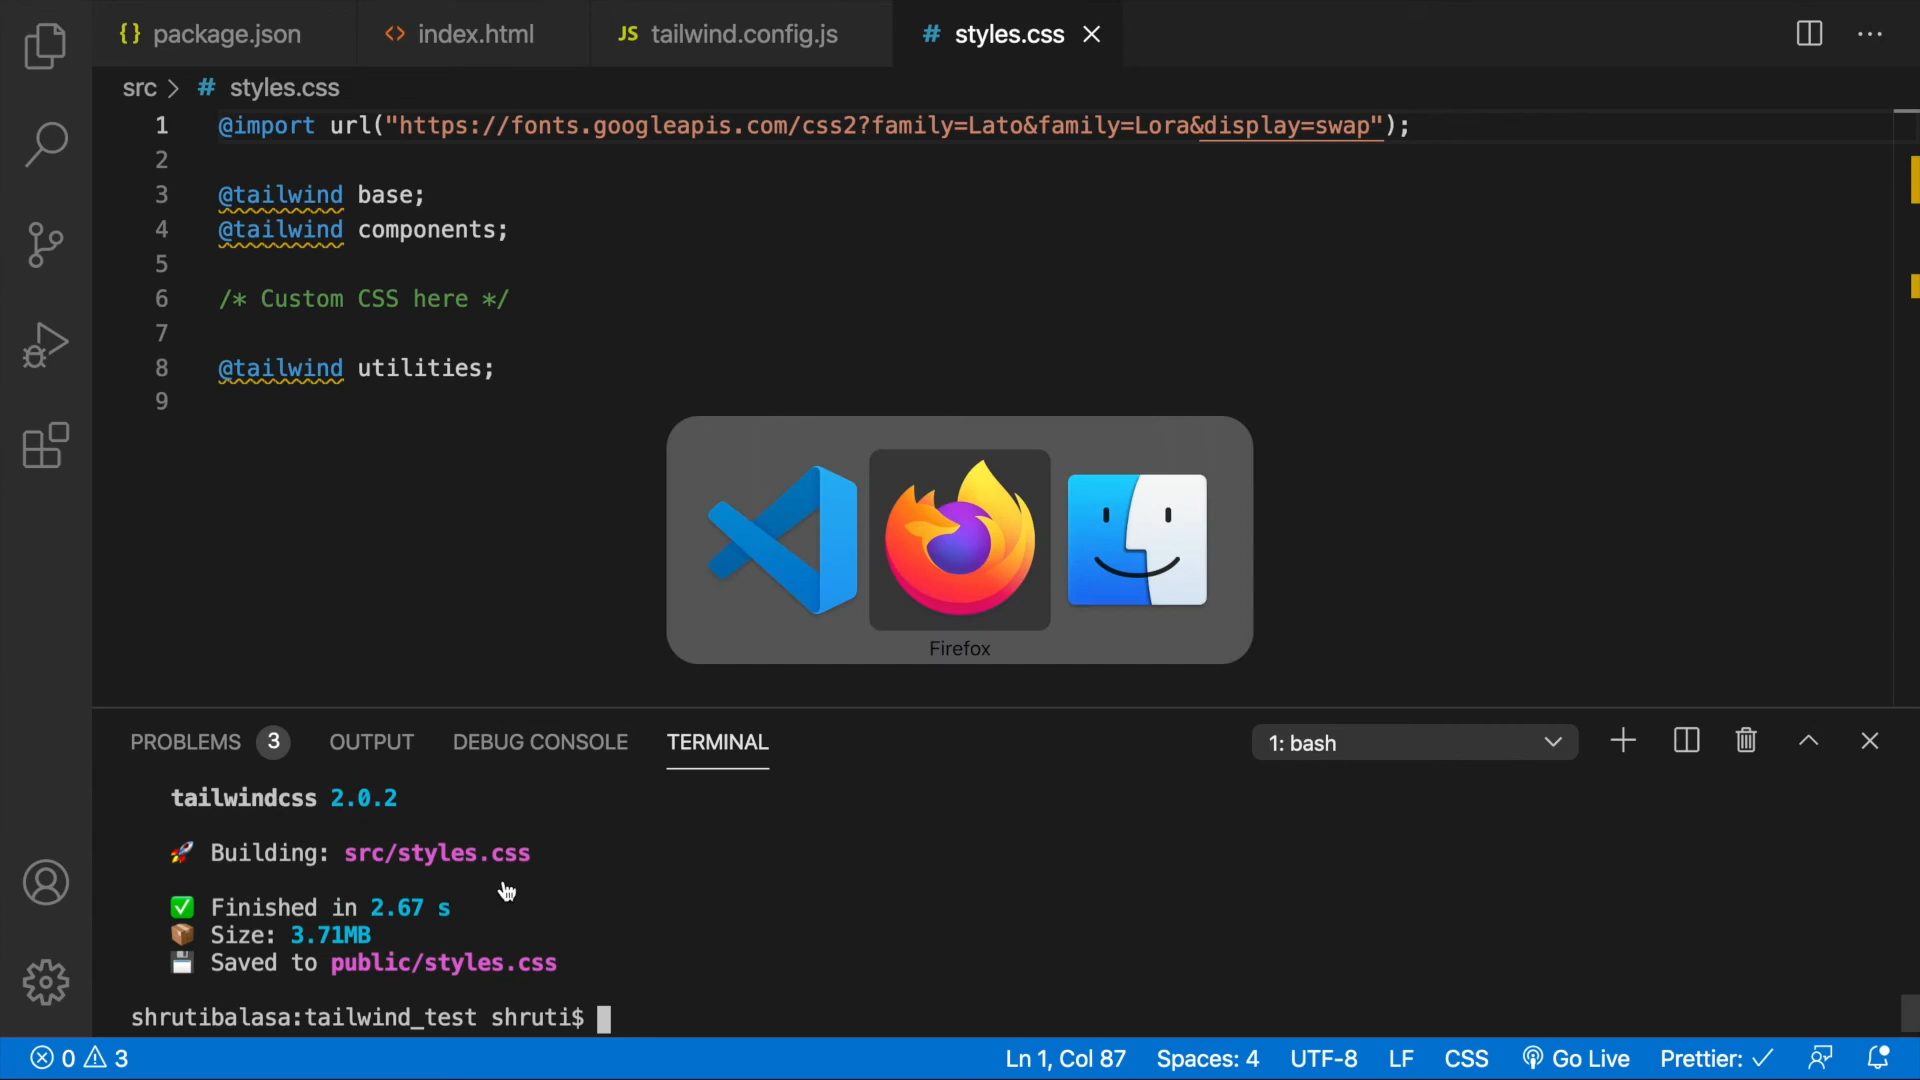 package.json
index.html
JS tailwind.config.js
# styles.css
src > # styles.css
1 @import url("https://fonts.googleapis.com/css2?family=Lato&family=Lora&display=swap");
2
3 @tailwind base;
4 @tailwind components;
5
6 /* Custom CSS here */
7
8 @tailwind utilities;
9
Firefox
PROBLEMS 3 OUTPUT DEBUG CONSOLE TERMINAL
1: bash
tailwindcss 2.0.2
🚀 Building: src/styles.css
✅ Finished in 2.67 s
📦 Size: 3.71MB
💾 Saved to public/styles.css
shrutibalasa:tailwind_test shruti$
0 3 Ln 1, Col 87 Spaces: 4 UTF-8 LF CSS Go Live Prettier: ✓